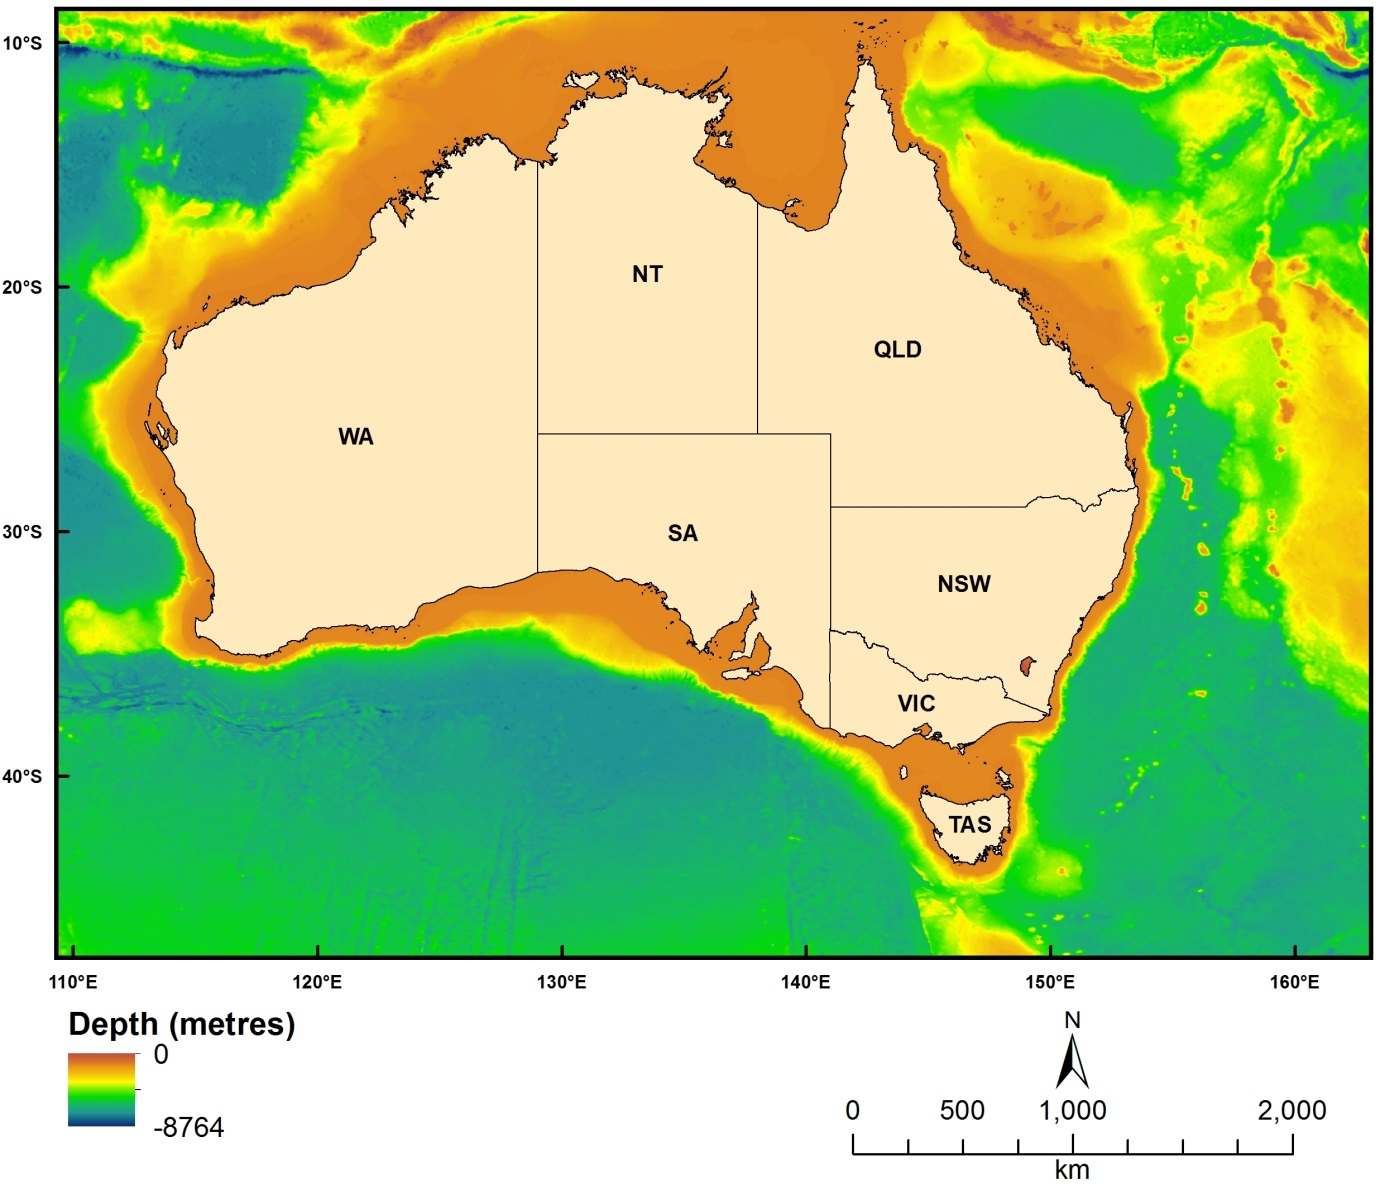 10°S
NT
20°S
QLD
WA
30°S
SA
NSW
VIC
40°S
TAS
110°E 120°E 130°E 140°E 150°E 160°E
Depth (metres)
0
-8764
N
0 500 1,000 2,000
km